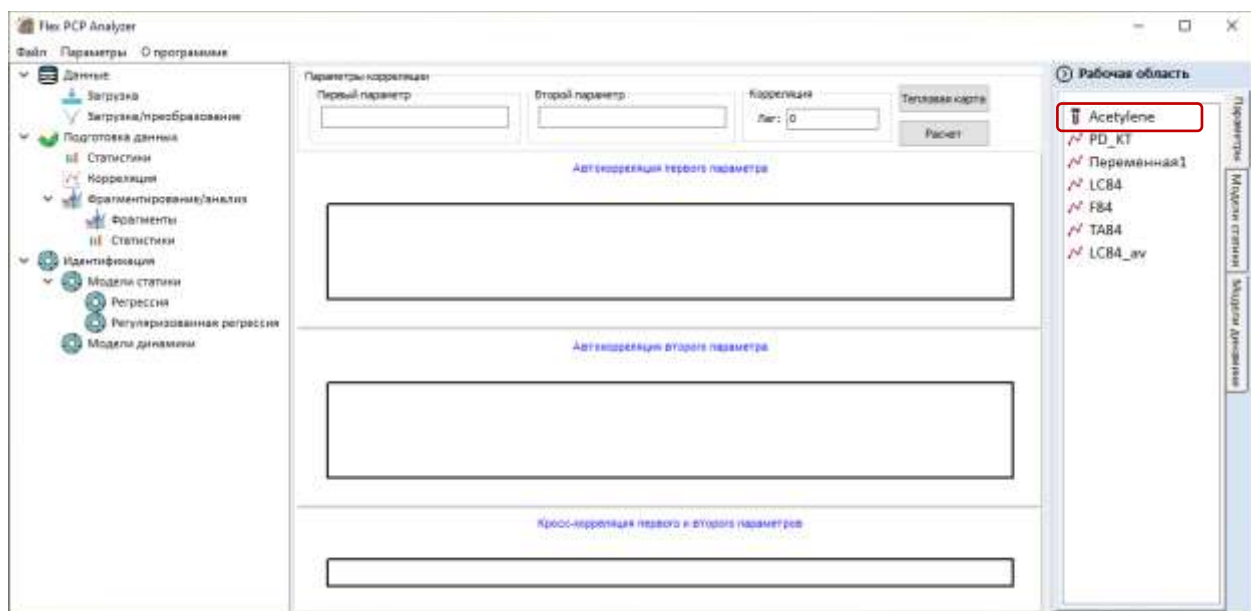 Flex PCP Analyzer
Файл Параметры О программе
Данные
Загрузка
Загрузка/преобразование
Подготовка данных
Статистики
Корреляция
Фрагментирование/анализ
Фрагменты
Статистики
Идентификация
Модели статики
Регрессия
Регуляризованная регрессия
Модели динамики
Параметры корреляции
Первый параметр
Второй параметр
Корреляция
Лаг: 0
Тепловая карта
Расчет
Автокорреляция первого параметра
Автокорреляция второго параметра
Кросс-корреляция первого и второго параметров
Рабочая область
Acetylene
PD_KT
Переменная1
LC84
F84
TA84
LC84_av
Параметры
Модели статики
Модели динамики